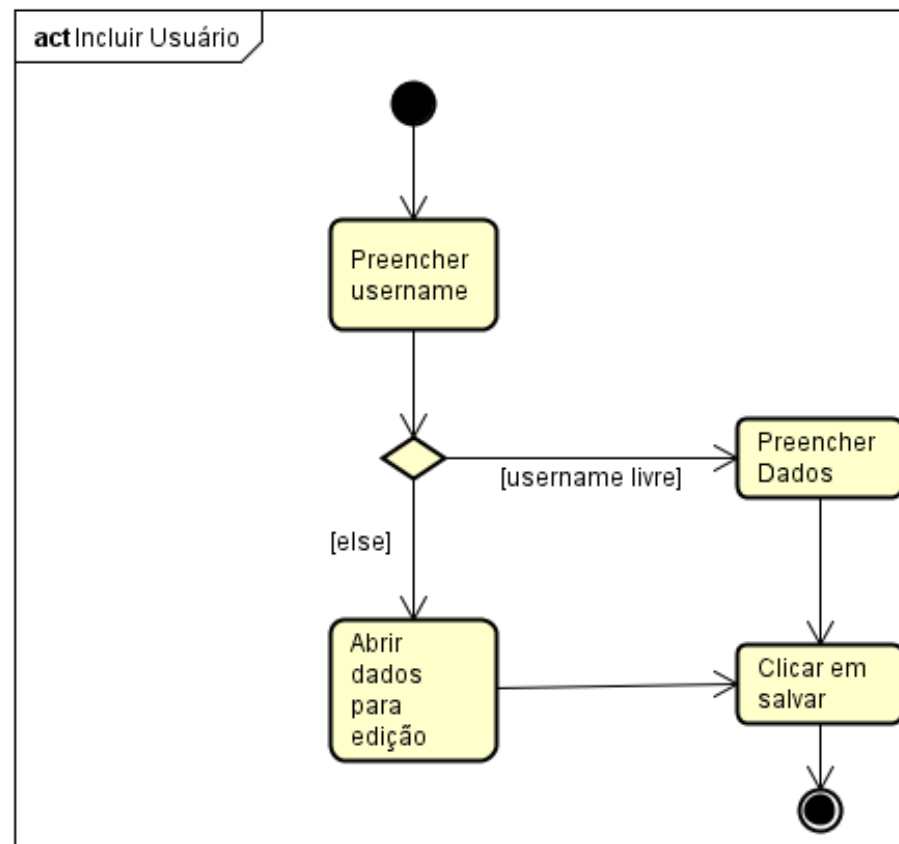 act Incluir Usuário
Preencher
username
[username livre]
Preencher
Dados
[else]
Abrir
dados
para
edição
Clicar em
salvar